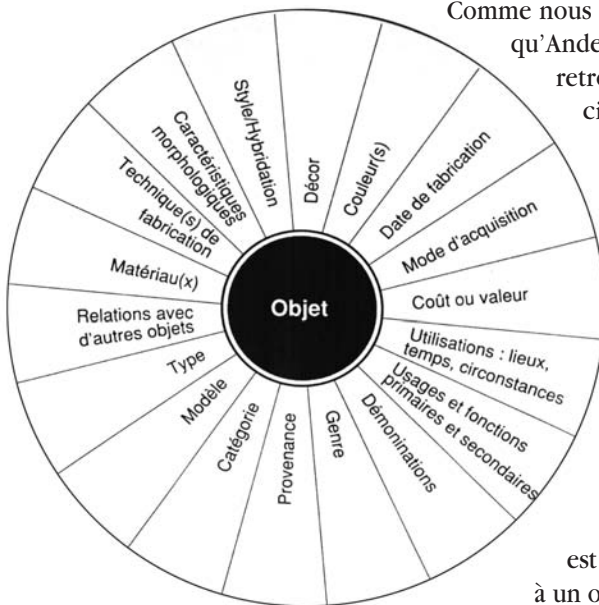 Comme nous
qu'Ande
retro
ci
Objet
Décor
Couleur(s)
Date de fabrication
Mode d'acquisition
Coût ou valeur
Utilisations : lieux,
temps, circonstances
Usages et fonctions
primaires et secondaires
Démoninations
Genre
Provenance
Catégorie
Modèle
Type
Relations avec
d'autres objets
Matériau(x)
Technique(s) de
fabrication
Caractéristiques
morphologiques
Style/Hybridation
est
à un o